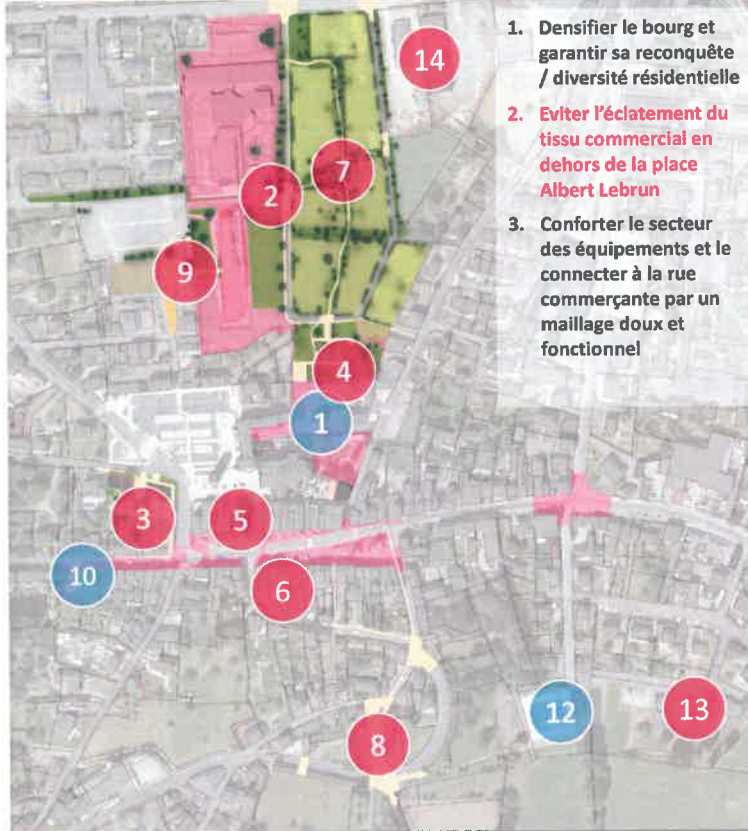 1. Densifier le bourg et
garantir sa reconquête
/ diversité résidentielle
2. Eviter l'éclatement du
tissu commercial en
dehors de la place
Albert Lebrun
3. Conforter le secteur
des équipements et le
connecter à la rue
commerçante par un
maillage doux et
fonctionnel
14
7
2
9
4
1
3
5
10
6
12
13
8